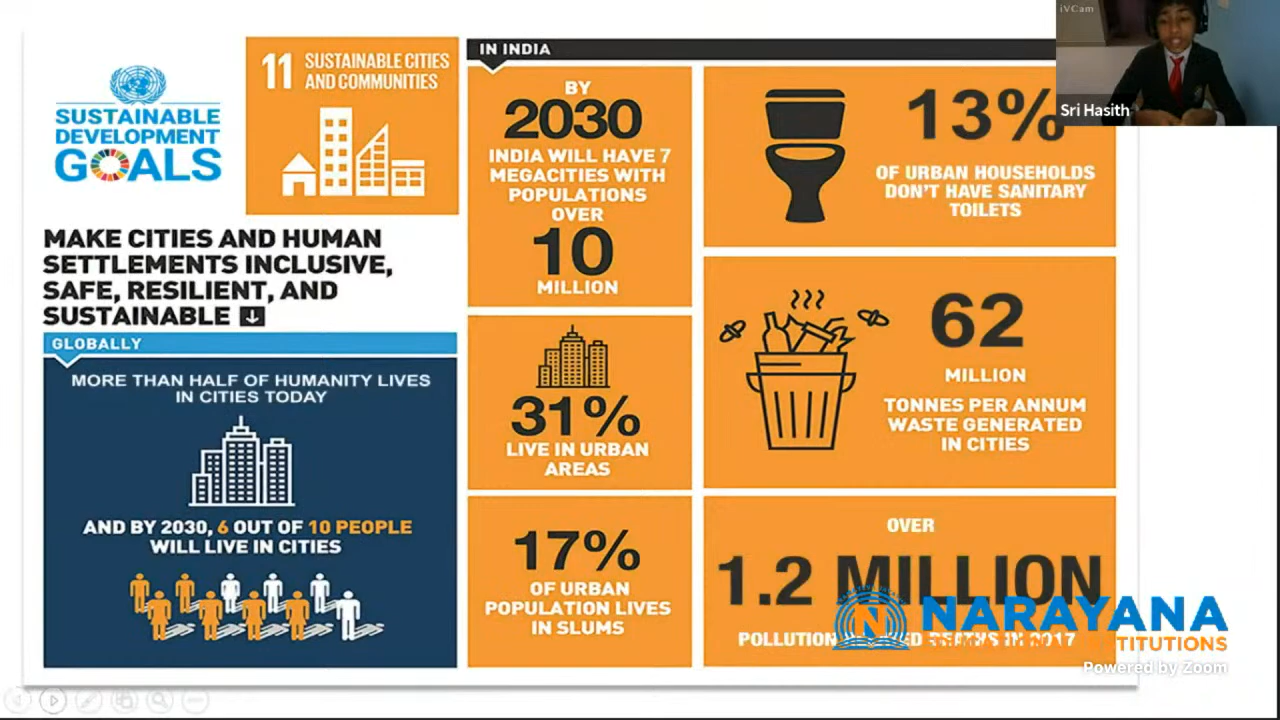 iVCam
Sri Hasith
SUSTAINABLE
DEVELOPMENT
GOALS
11 SUSTAINABLE CITIES
AND COMMUNITIES
MAKE CITIES AND HUMAN
SETTLEMENTS INCLUSIVE,
SAFE, RESILIENT, AND
SUSTAINABLE
GLOBALLY
MORE THAN HALF OF HUMANITY LIVES
IN CITIES TODAY
AND BY 2030, 6 OUT OF 10 PEOPLE
WILL LIVE IN CITIES
IN INDIA
BY
2030
INDIA WILL HAVE 7
MEGACITIES WITH
POPULATIONS
OVER
10
MILLION
31%
LIVE IN URBAN
AREAS
17%
OF URBAN
POPULATION LIVES
IN SLUMS
13%
OF URBAN HOUSEHOLDS
DON'T HAVE SANITARY
TOILETS
62
MILLION
TONNES PER ANNUM
WASTE GENERATED
IN CITIES
OVER
1.2 MILLION
POLLUTION DEATHS IN 2017
N NARAYANA
Powered by Zoom